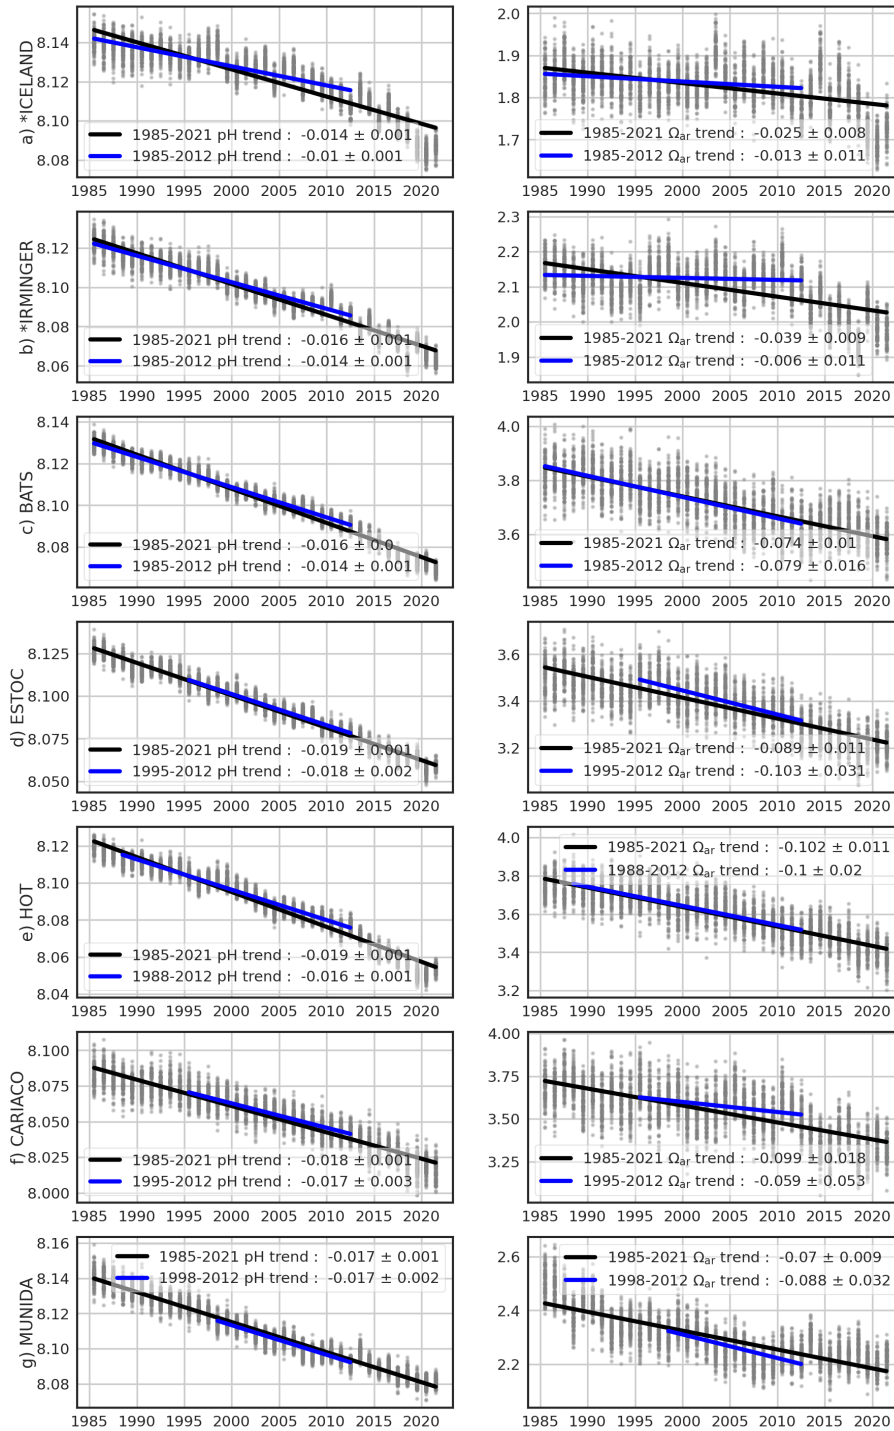 a) *ICELAND
8.14
8.12
8.10
8.08
1985-2021 pH trend : -0.014 ± 0.001
1985-2012 pH trend : -0.01 ± 0.001
1985 1990 1995 2000 2005 2010 2015 2020
2.0
1.9
1.8
1.7
1985-2021 Ωar trend : -0.025 ± 0.008
1985-2012 Ωar trend : -0.013 ± 0.011
1985 1990 1995 2000 2005 2010 2015 2020
b) *IRMINGER
8.12
8.10
8.08
8.06
1985-2021 pH trend : -0.016 ± 0.001
1985-2012 pH trend : -0.014 ± 0.001
1985 1990 1995 2000 2005 2010 2015 2020
2.3
2.2
2.1
2.0
1.9
1985-2021 Ωar trend : -0.039 ± 0.009
1985-2012 Ωar trend : -0.006 ± 0.011
1985 1990 1995 2000 2005 2010 2015 2020
c) BATS
8.14
8.12
8.10
8.08
1985-2021 pH trend : -0.016 ± 0.0
1985-2012 pH trend : -0.014 ± 0.001
1985 1990 1995 2000 2005 2010 2015 2020
4.0
3.8
3.6
1985-2021 Ωar trend : -0.074 ± 0.01
1985-2012 Ωar trend : -0.079 ± 0.016
1985 1990 1995 2000 2005 2010 2015 2020
d) ESTOC
8.125
8.100
8.075
8.050
1985-2021 pH trend : -0.019 ± 0.001
1995-2012 pH trend : -0.018 ± 0.002
1985 1990 1995 2000 2005 2010 2015 2020
3.6
3.4
3.2
1985-2021 Ωar trend : -0.089 ± 0.011
1995-2012 Ωar trend : -0.103 ± 0.031
1985 1990 1995 2000 2005 2010 2015 2020
e) HOT
8.12
8.10
8.08
8.06
8.04
1985-2021 pH trend : -0.019 ± 0.001
1988-2012 pH trend : -0.016 ± 0.001
1985 1990 1995 2000 2005 2010 2015 2020
4.0
3.8
3.6
3.4
3.2
1985-2021 Ωar trend : -0.102 ± 0.011
1988-2012 Ωar trend : -0.1 ± 0.02
1985 1990 1995 2000 2005 2010 2015 2020
f) CARIACO
8.100
8.075
8.050
8.025
8.000
1985-2021 pH trend : -0.018 ± 0.001
1995-2012 pH trend : -0.017 ± 0.003
1985 1990 1995 2000 2005 2010 2015 2020
4.00
3.75
3.50
3.25
1985-2021 Ωar trend : -0.099 ± 0.018
1995-2012 Ωar trend : -0.059 ± 0.053
1985 1990 1995 2000 2005 2010 2015 2020
g) MUNIDA
8.16
8.14
8.12
8.10
8.08
1985-2021 pH trend : -0.017 ± 0.001
1998-2012 pH trend : -0.017 ± 0.002
1985 1990 1995 2000 2005 2010 2015 2020
2.6
2.4
2.2
1985-2021 Ωar trend : -0.07 ± 0.009
1998-2012 Ωar trend : -0.088 ± 0.032
1985 1990 1995 2000 2005 2010 2015 2020